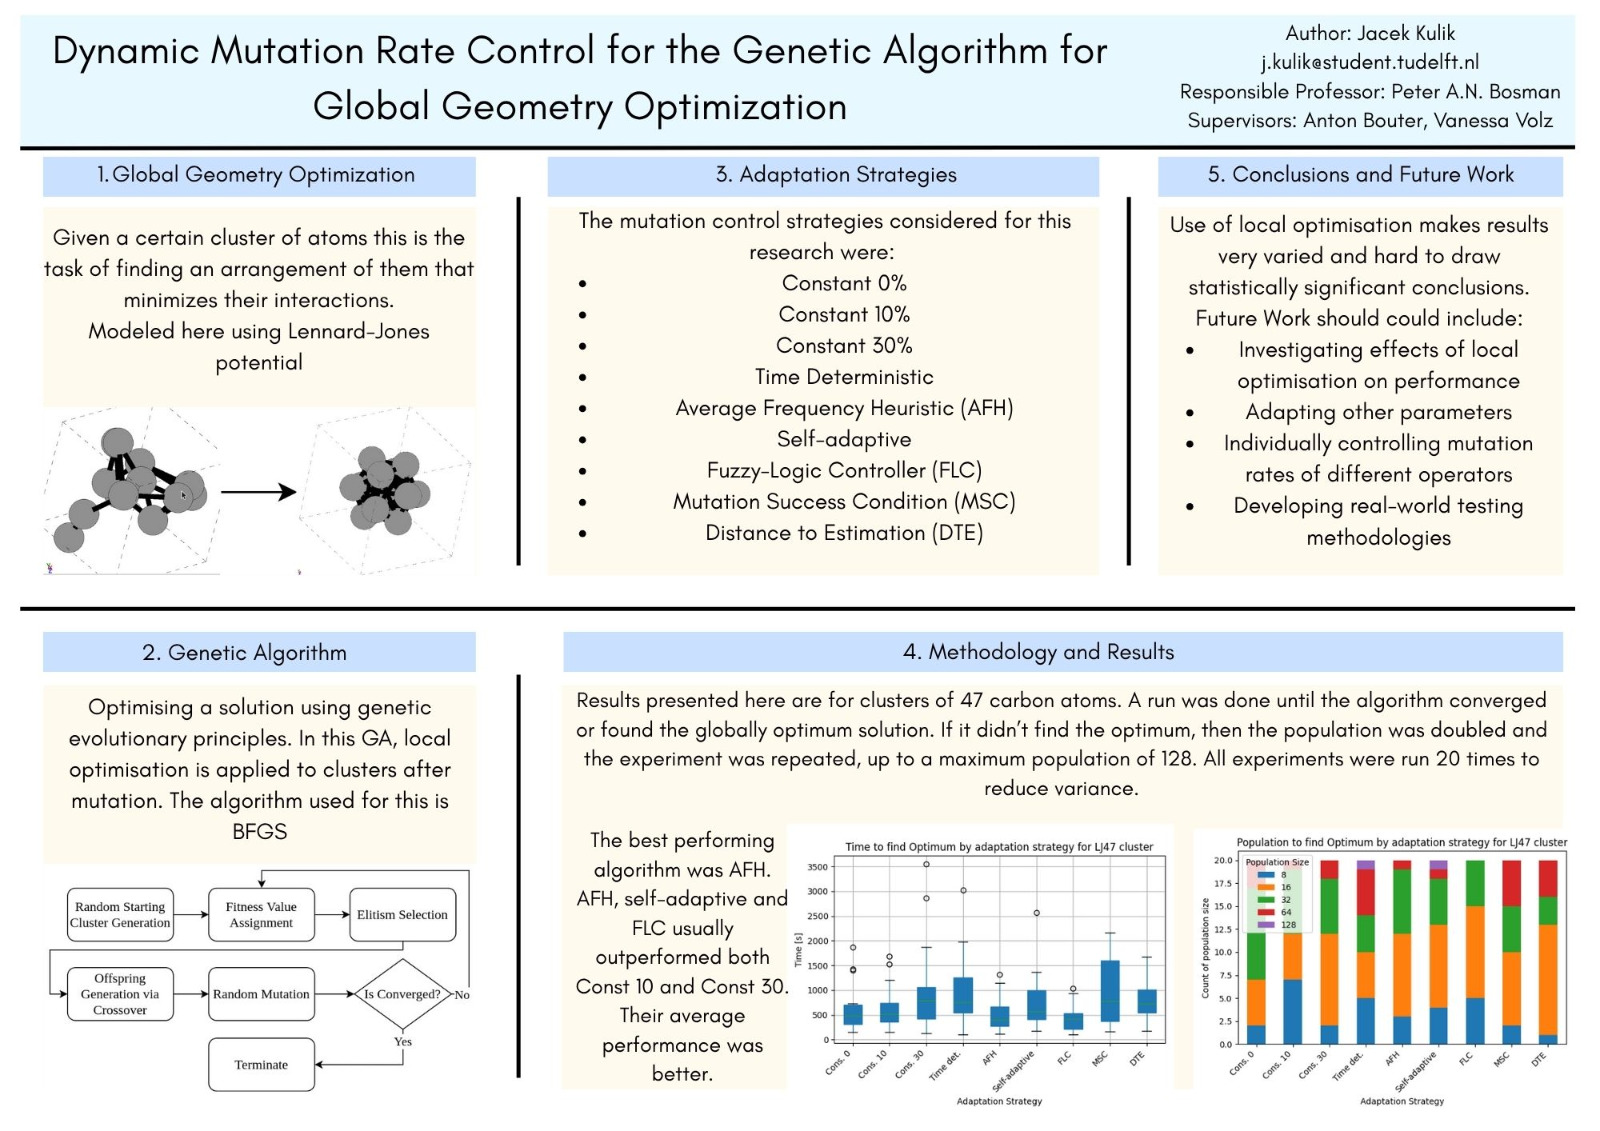 Dynamic Mutation Rate Control for the Genetic Algorithm for
Global Geometry Optimization
Author: Jacek Kulik
j.kulik@student.tudelft.nl
Responsible Professor: Peter A.N. Bosman
Supervisors: Anton Bouter, Vanessa Volz
1. Global Geometry Optimization
Given a certain cluster of atoms this is the
task of finding an arrangement of them that
minimizes their interactions.
Modeled here using Lennard-Jones
potential
2. Genetic Algorithm
Optimising a solution using genetic
evolutionary principles. In this GA, local
optimisation is applied to clusters after
mutation. The algorithm used for this is
BFGS
Random Starting
Cluster Generation
Fitness Value
Assignment
Elitism Selection
Offspring
Generation via
Crossover
Random Mutation
Is Converged?
No
Yes
Terminate
3. Adaptation Strategies
The mutation control strategies considered for this
research were:
• Constant 0%
• Constant 10%
• Constant 30%
• Time Deterministic
• Average Frequency Heuristic (AFH)
• Self-adaptive
• Fuzzy-Logic Controller (FLC)
• Mutation Success Condition (MSC)
• Distance to Estimation (DTE)
4. Methodology and Results
Results presented here are for clusters of 47 carbon atoms. A run was done until the algorithm converged
or found the globally optimum solution. If it didn't find the optimum, then the population was doubled and
the experiment was repeated, up to a maximum population of 128. All experiments were run 20 times to
reduce variance.
The best performing
algorithm was AFH.
AFH, self-adaptive and
FLC usually
outperformed both
Const 10 and Const 30.
Their average
performance was
better.
Time to find Optimum by adaptation strategy for LJ47 cluster
Time [s]
3500
3000
2500
2000
1500
1000
500
0
Cons. 0
Cons. 10
Cons. 30
Time det.
AFH
Self-adaptive
FLC
MSC
DTE
Adaptation Strategy
Population to find Optimum by adaptation strategy for LJ47 cluster
Count of population size
20.0
17.5
15.0
12.5
10.0
7.5
5.0
2.5
0.0
Population Size
8
16
32
64
128
Cons. 0
Cons. 10
Cons. 30
Time det.
AFH
Self-adaptive
FLC
MSC
DTE
Adaptation Strategy
5. Conclusions and Future Work
Use of local optimisation makes results
very varied and hard to draw
statistically significant conclusions.
Future Work should could include:
• Investigating effects of local
optimisation on performance
• Adapting other parameters
• Individually controlling mutation
rates of different operators
• Developing real-world testing
methodologies